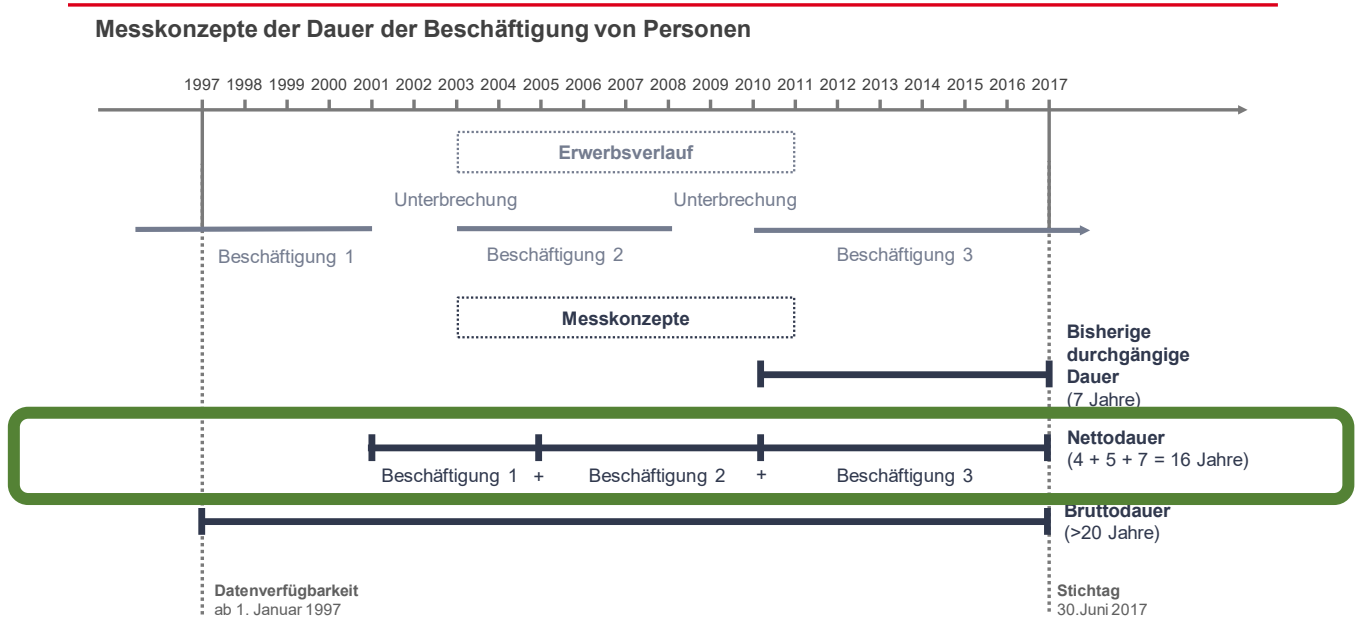 Messkonzepte der Dauer der Beschäftigung von Personen
1997 1998 1999 2000 2001 2002 2003 2004 2005 2006 2007 2008 2009 2010 2011 2012 2013 2014 2015 2016 2017
Erwerbsverlauf
Unterbrechung Unterbrechung
Beschäftigung 1 Beschäftigung 2 Beschäftigung 3
Messkonzepte
Bisherige
durchgängige
Dauer
(7 Jahre)
Nettodauer
(4 + 5 + 7 = 16 Jahre)
Beschäftigung 1 + Beschäftigung 2 + Beschäftigung 3
Bruttodauer
(>20 Jahre)
Datenverfügbarkeit
ab 1. Januar 1997
Stichtag
30.Juni 2017